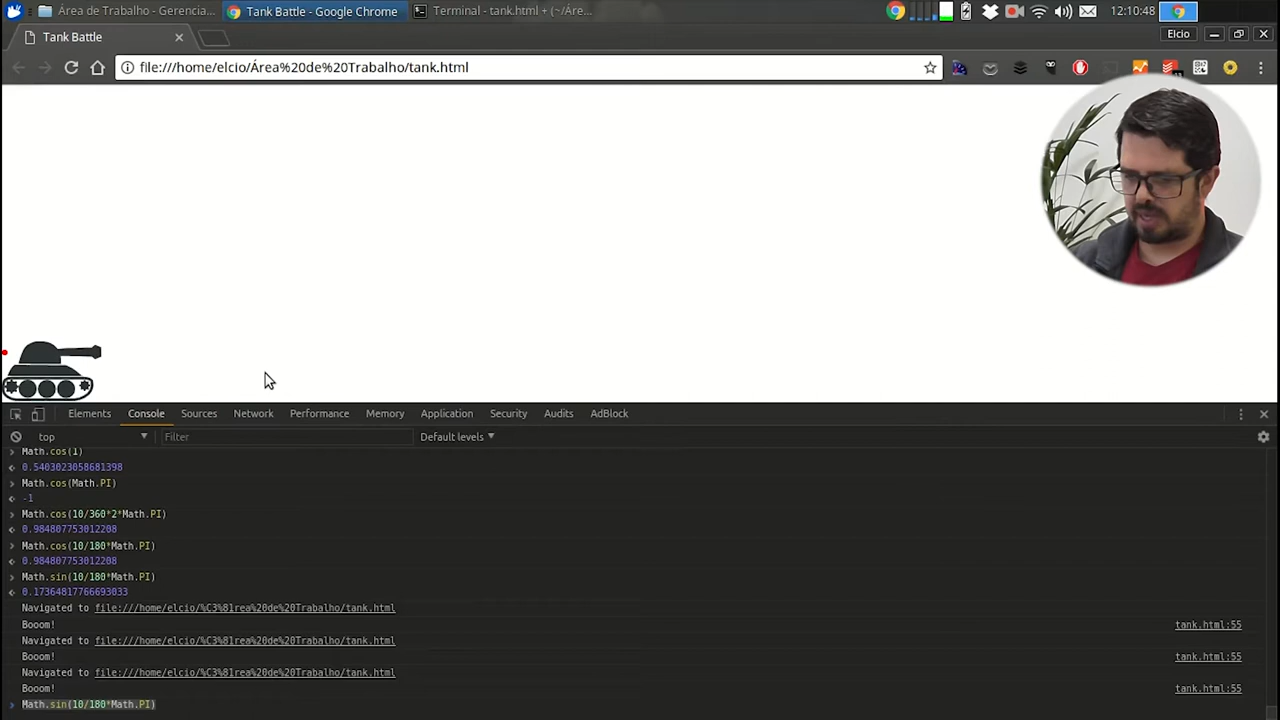 Área de Trabalho - Gerencia...
Tank Battle - Google Chrome
Terminal - tank.html + (~/Áre...
12:10:48
Tank Battle
Elcio
file:///home/elcio/Área%20de%20Trabalho/tank.html
Elements Console Sources Network Performance Memory Application Security Audits AdBlock
top Filter Default levels
Math.cos(1)
0.5403023058681398
Math.cos(Math.PI)
-1
Math.cos(10/360*2*Math.PI)
0.984807753012208
Math.cos(10/180*Math.PI)
0.984807753012208
Math.sin(10/180*Math.PI)
0.17364817766693033
Navigated to file:///home/elcio/%C3%81rea%20de%20Trabalho/tank.html
Booom! tank.html:55
Navigated to file:///home/elcio/%C3%81rea%20de%20Trabalho/tank.html
Booom! tank.html:55
Navigated to file:///home/elcio/%C3%81rea%20de%20Trabalho/tank.html
Booom! tank.html:55
Math.sin(10/180*Math.PI)